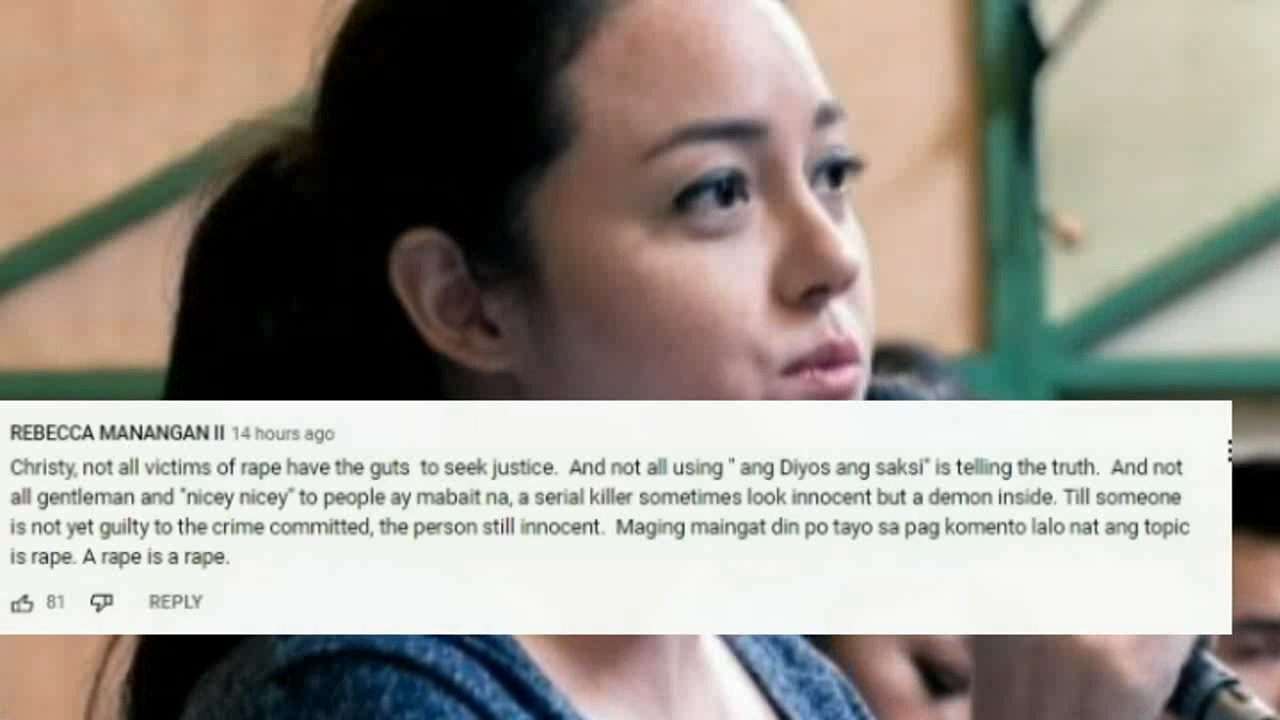 REBECCA MANANGAN II 14 hours ago
Christy, not all victims of rape have the guts to seek justice. And not all using " ang Diyos ang saksi" is telling the truth. And not
all gentleman and "nicey nicey" to people ay mabait na, a serial killer sometimes look innocent but a demon inside. Till someone
is not yet guilty to the crime committed, the person still innocent. Maging maingat din po tayo sa pag komento lalo nat ang topic
is rape. A rape is a rape.
81 REPLY